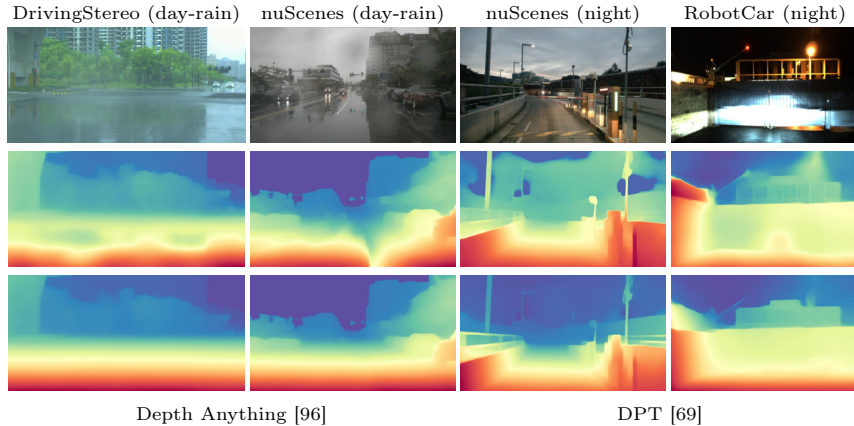 DrivingStereo (day-rain) nuScenes (day-rain) nuScenes (night) RobotCar (night)
Depth Anything [96] DPT [69]